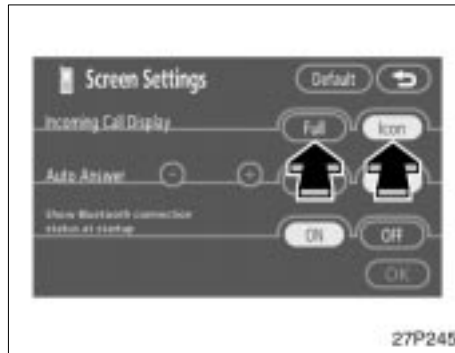 Screen Settings
Default
Incoming Call Display
Full
Icon
Auto Answer
Show Bluetooth connection
status at startup
ON
OFF
OK
27P245